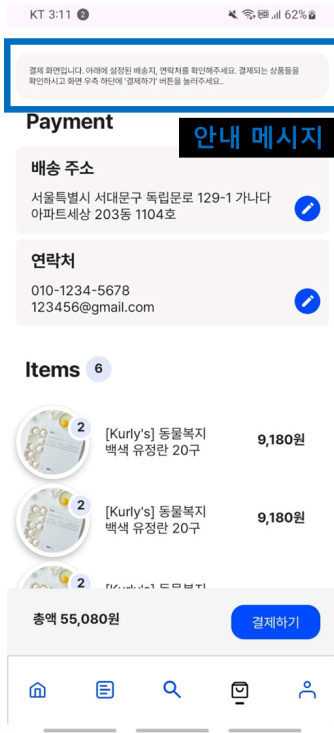 KT 3:11 2
62%
결제 화면입니다. 아래에 설정된 배송지, 연락처를 확인해주세요. 결제되는 상품들을
확인하시고 화면 우측 하단에 '결제하기' 버튼을 눌러주세요..
Payment
안내 메시지
배송 주소
서울특별시 서대문구 독립문로 129-1 가나다
아파트세상 203동 1104호
연락처
010-1234-5678
123456@gmail.com
Items 6
2
[Kurly's] 동물복지
백색 유정란 20구
9,180원
2
[Kurly's] 동물복지
백색 유정란 20구
9,180원
2
[Kurly's] 동물복지
총액 55,080원
결제하기